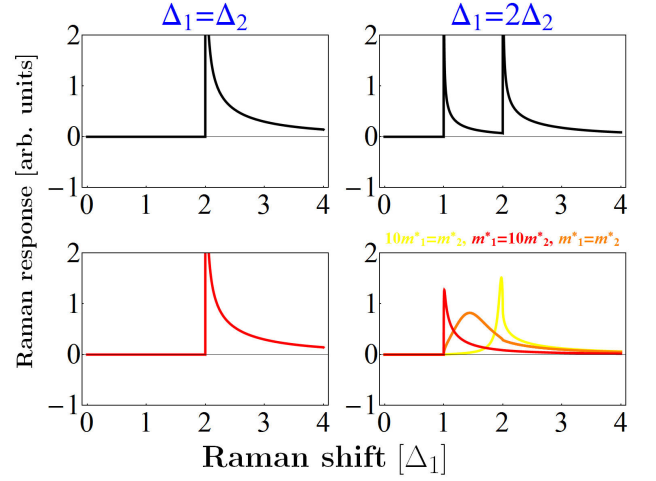 Δ₁=Δ₂
Δ₁=2Δ₂
Raman response [arb. units]
2
1
0
−1
0 1 2 3 4
2
1
0
−1
0 1 2 3 4
10m*₁=m*₂, m*₁=10m*₂, m*₁=m*₂
2
1
0
−1
0 1 2 3 4
2
1
0
−1
0 1 2 3 4
Raman shift [Δ₁]